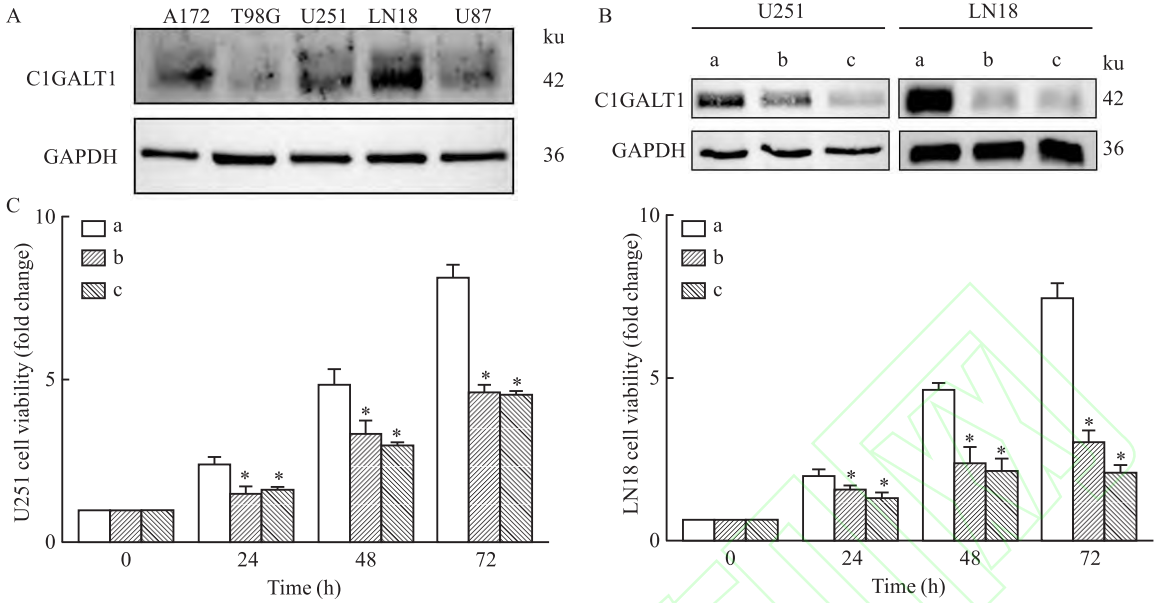 A
A172 T98G U251 LN18 U87
ku
C1GALT1
42
GAPDH
36
B
U251 LN18
a b c a b c
ku
C1GALT1
42
GAPDH
36
C
10
5
0
U251 cell viability (fold change)
a
b
c
* * * * * *
0 24 48 72
Time (h)
10
5
0
LN18 cell viability (fold change)
a
b
c
* * * * * *
0 24 48 72
Time (h)